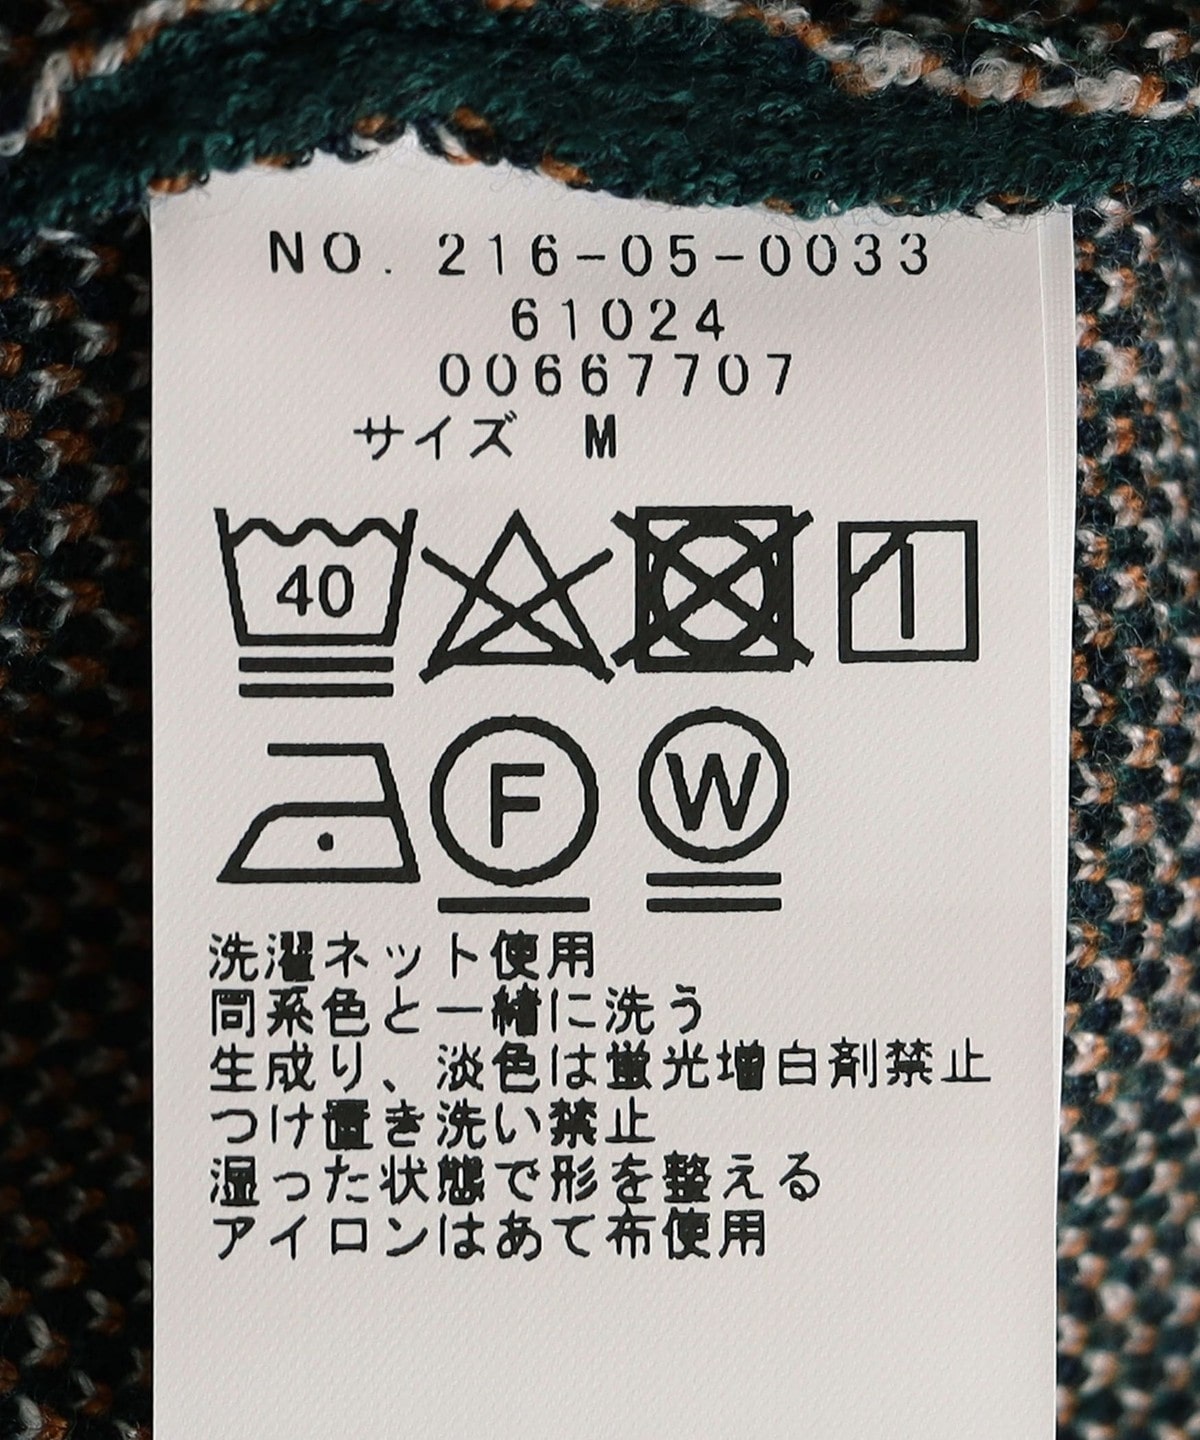 NO. 216-05-0033
61024
00667707
サイズ M
40
F
W
洗濯ネット使用
同系色と一緒に洗う
生成り、淡色は蛍光増白剤禁止
つけ置き洗い禁止
湿った状態で形を整える
アイロンはあて布使用